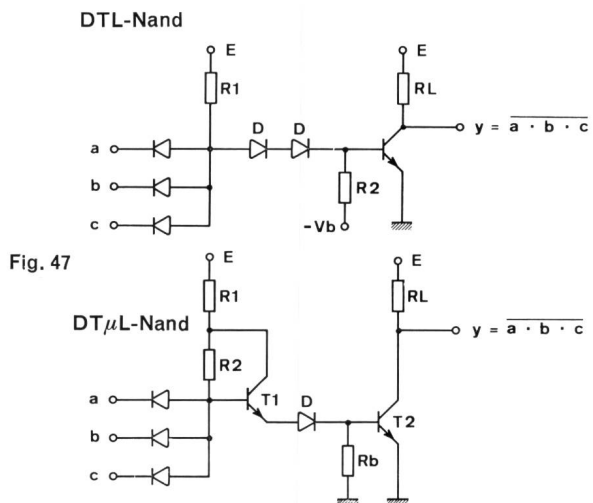 DTL-Nand
E
E
R1
RL
D
D
a
y = a · b · c
b
R2
c
-Vb
Fig. 47
E
E
R1
RL
DTμL-Nand
y = a · b · c
R2
a
T1
D
T2
b
Rb
c